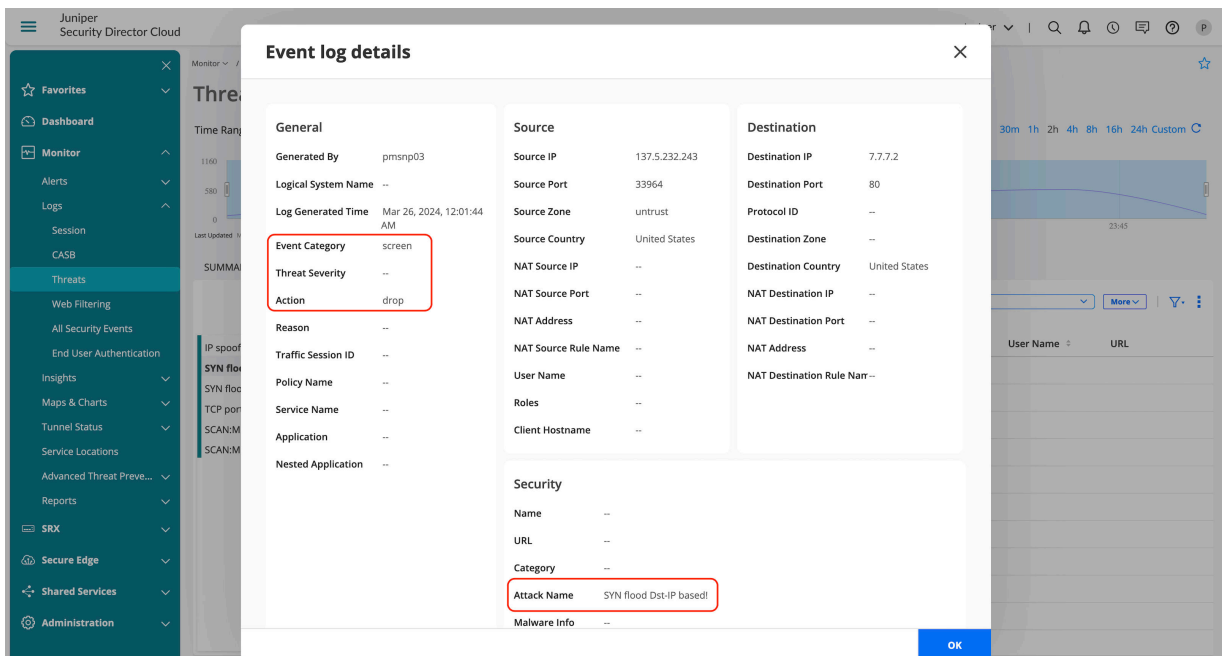 Juniper
Security Director Cloud
Favorites
Dashboard
Monitor
Alerts
Logs
Session
CASB
Threats
Web Filtering
All Security Events
End User Authentication
Insights
Maps & Charts
Tunnel Status
Service Locations
Advanced Threat Preve...
Reports
SRX
Secure Edge
Shared Services
Administration
Monitor /
Time
1160
580
0
Last Updated
IP
SYN
SYN
TCP
Event log details
General
Generated By pmsnp03
Logical System Name --
Log Generated Time Mar 26, 2024, 12:01:44
AM
Event Category screen
Threat Severity --
Action drop
Reason --
Traffic Session ID --
Policy Name --
Service Name --
Application --
Nested Application --
Source
Source IP 137.5.232.243
Source Port 33964
Source Zone untrust
Source Country United States
NAT Source IP --
NAT Source Port --
NAT Address --
NAT Source Rule Name --
User Name --
Roles --
Client Hostname --
Destination
Destination IP 7.7.7.2
Destination Port 80
Protocol ID --
Destination Zone --
Destination Country United States
NAT Destination IP --
NAT Destination Port --
NAT Address --
NAT Destination Rule Nam --
Security
Name --
URL --
Category --
Attack Name SYN flood Dst-IP based!
Malware Info --
OK
P
30m 1h 2h 4h 8h 16h 24h Custom
23:45
More
User Name URL